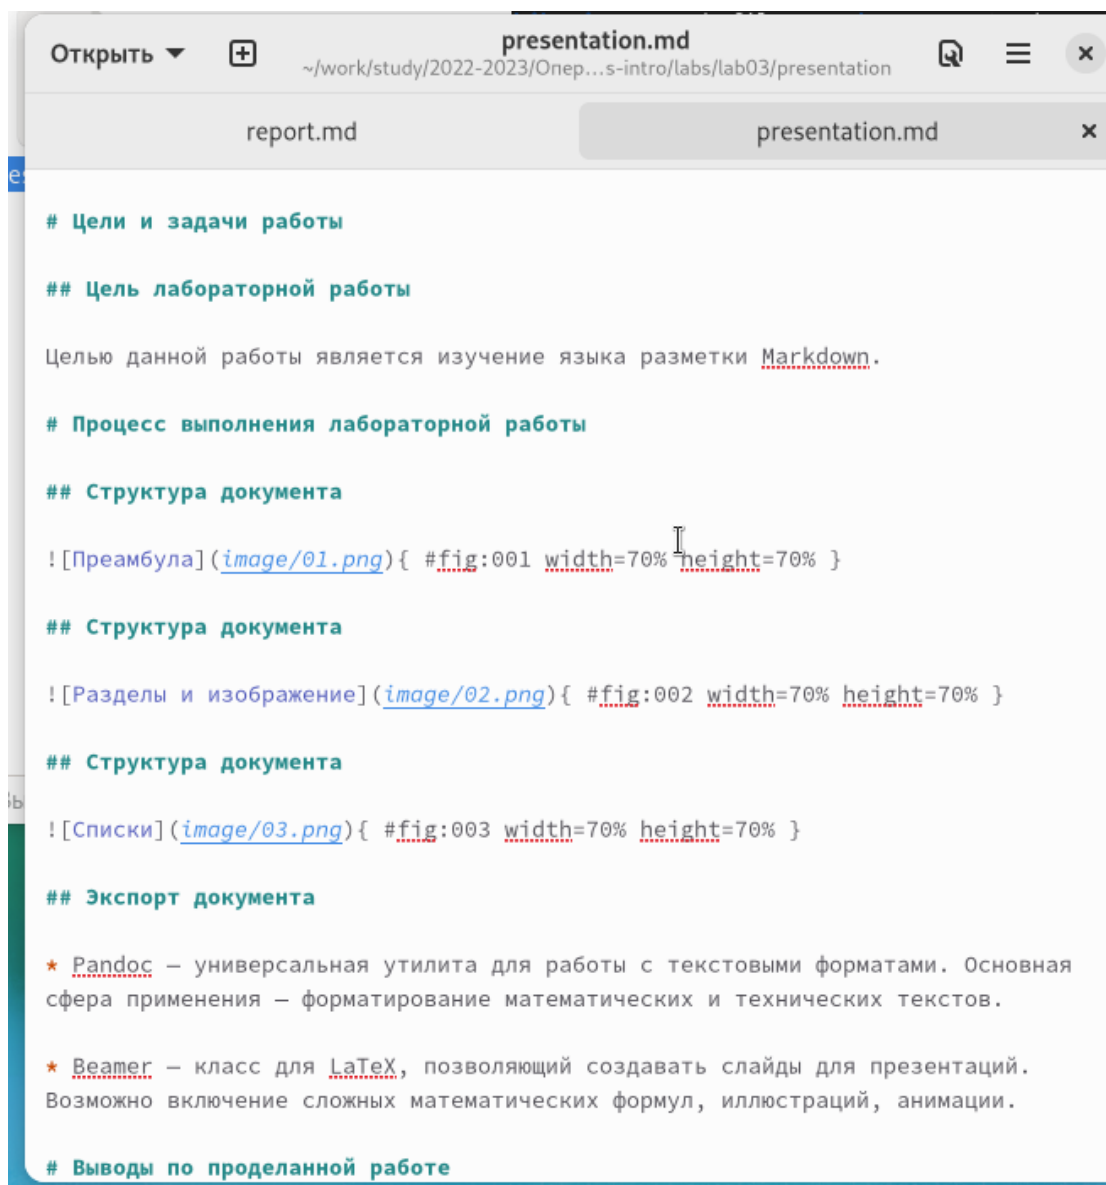 Открыть
presentation.md
~/work/study/2022-2023/Опер...s-intro/labs/lab03/presentation
report.md
presentation.md
# Цели и задачи работы
## Цель лабораторной работы
Целью данной работы является изучение языка разметки Markdown.
# Процесс выполнения лабораторной работы
## Структура документа
![Преамбула](image/01.png){ #fig:001 width=70% height=70% }
## Структура документа
![Разделы и изображение](image/02.png){ #fig:002 width=70% height=70% }
## Структура документа
![Списки](image/03.png){ #fig:003 width=70% height=70% }
## Экспорт документа
* Pandoc — универсальная утилита для работы с текстовыми форматами. Основная
сфера применения — форматирование математических и технических текстов.
* Beamer — класс для LaTeX, позволяющий создавать слайды для презентаций.
Возможно включение сложных математических формул, иллюстраций, анимации.
# Выводы по проделанной работе